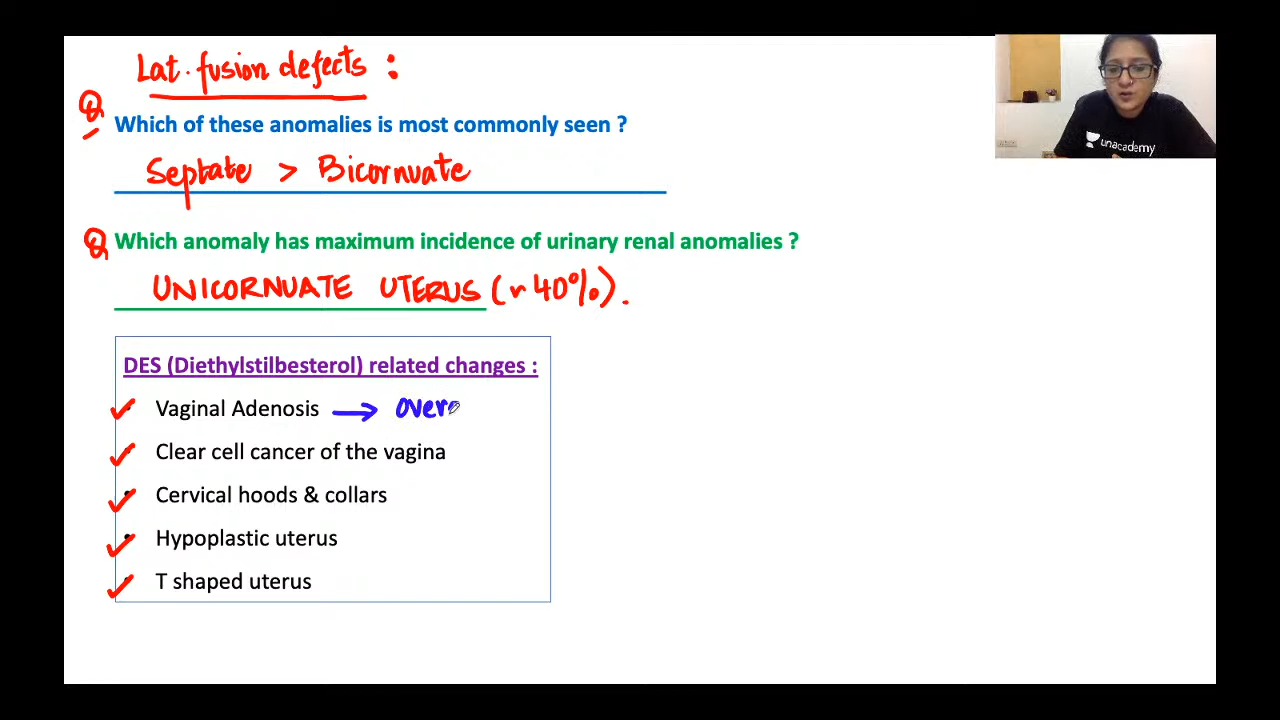 Lat. fusion defects :
Q
Which of these anomalies is most commonly seen ?
Septate > Bicornuate
Q Which anomaly has maximum incidence of urinary renal anomalies ?
UNICORNUATE UTERUS (~ 40%).
DES (Diethylstilbesterol) related changes :
• Vaginal Adenosis → over
• Clear cell cancer of the vagina
• Cervical hoods & collars
• Hypoplastic uterus
• T shaped uterus
unacademy